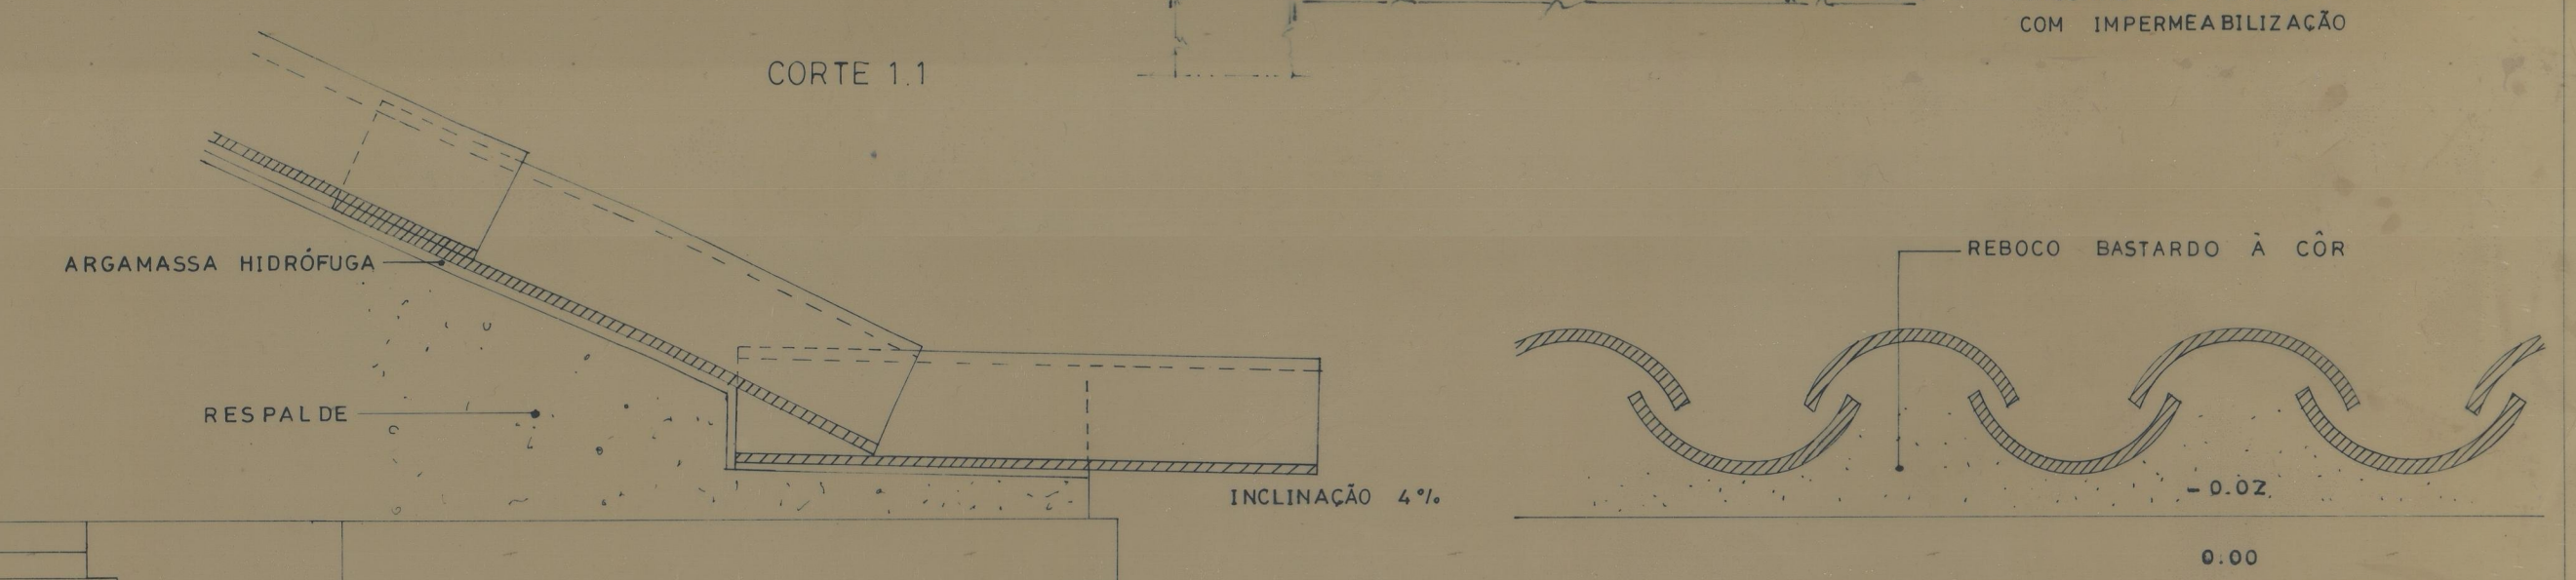 COM IMPERMEABILIZAÇÃO
CORTE 1.1
ARGAMASSA HIDRÓFUGA
REBOCO BASTARDO À CÔR
RESPALDE
INCLINAÇÃO 4%
-0.02
0.00